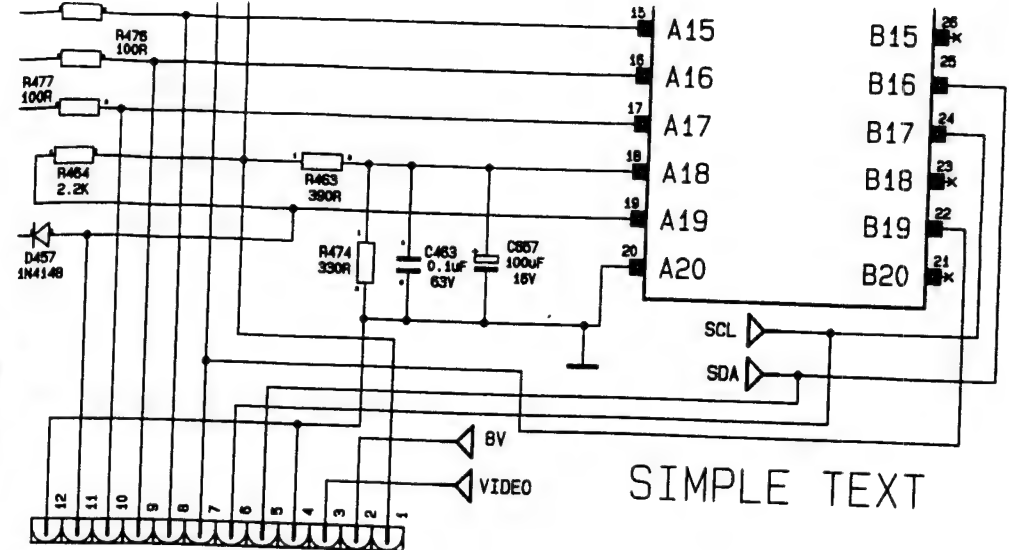 R476
100R
R477
100R
R464
2.2K
R463
390R
D457
1N4148
R474
330R
C463
0.1uF
63V
+
C667
100uF
16V
15
A15
16
A16
17
A17
18
A18
19
A19
20
A20
B15
26
×
B16
25
B17
24
B18
23
×
B19
22
B20
21
×
SCL
SDA
8V
VIDEO
SIMPLE TEXT
12
11
10
9
8
7
6
5
4
3
2
1